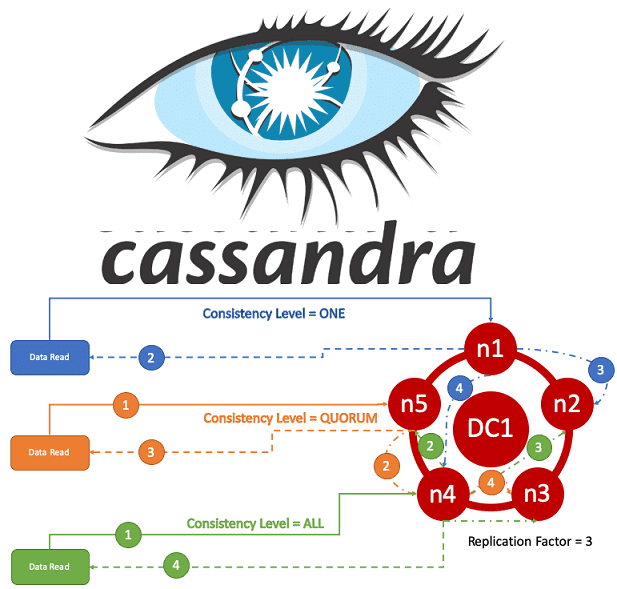 cassandra
Consistency Level = ONE
Data Read
2
n1
3
4
1
n5
n2
Consistency Level = QUORUM
DC1
2
3
Data Read
3
2
4
n4
n3
Consistency Level = ALL
1
Replication Factor = 3
Data Read
4